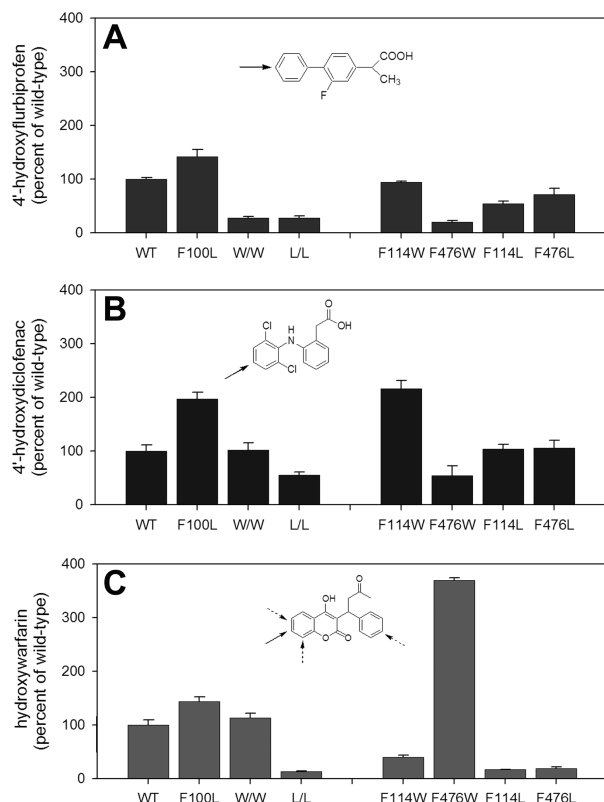 A
400
300
200
100
0
4'-hydroxyflurbiprofen
(percent of wild-type)
COOH
CH3
F
WT F100L W/W L/L F114W F476W F114L F476L
B
400
300
200
100
0
4'-hydroxydiclofenac
(percent of wild-type)
O
Cl H OH
N
Cl
WT F100L W/W L/L F114W F476W F114L F476L
C
400
300
200
100
0
hydroxywarfarin
(percent of wild-type)
O
OH
O O
WT F100L W/W L/L F114W F476W F114L F476L